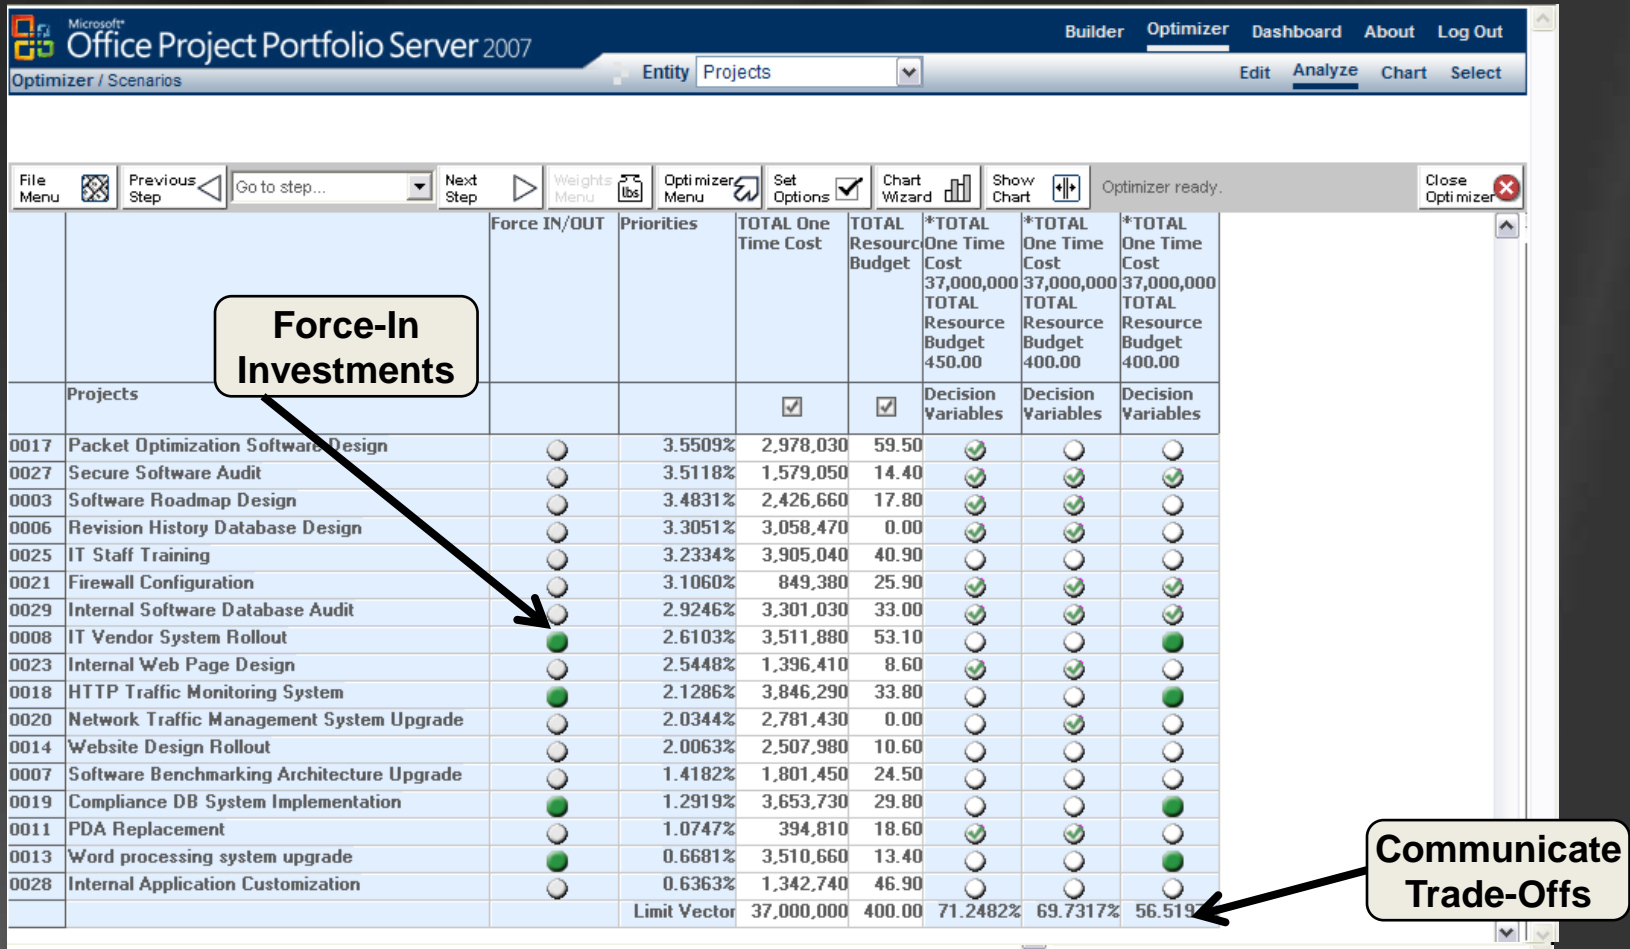 Microsoft®
Office Project Portfolio Server 2007
Builder Optimizer Dashboard About Log Out
Optimizer / Scenarios
Entity Projects
Edit Analyze Chart Select
File Menu
Previous Step
Go to step...
Next Step
Weights Menu
lbs
Optimizer Menu
Set Options
Chart Wizard
Show Chart
Optimizer ready.
Close Optimizer
Force IN/OUT Priorities TOTAL One TOTAL *TOTAL *TOTAL *TOTAL
Time Cost Resourc One Time One Time One Time
Budget Cost Cost Cost
37,000,000 37,000,000 37,000,000
TOTAL TOTAL TOTAL
Resource Resource Resource
Budget Budget Budget
450.00 400.00 400.00
Force-In
Investments
Projects Decision Decision Decision
Variables Variables Variables
0017 Packet Optimization Software Design 3.5509% 2,978,030 59.50
0027 Secure Software Audit 3.5118% 1,579,050 14.40
0003 Software Roadmap Design 3.4831% 2,426,660 17.80
0006 Revision History Database Design 3.3051% 3,058,470 0.00
0025 IT Staff Training 3.2334% 3,905,040 40.90
0021 Firewall Configuration 3.1060% 849,380 25.90
0029 Internal Software Database Audit 2.9246% 3,301,030 33.00
0008 IT Vendor System Rollout 2.6103% 3,511,880 53.10
0023 Internal Web Page Design 2.5448% 1,396,410 8.60
0018 HTTP Traffic Monitoring System 2.1286% 3,846,290 33.80
0020 Network Traffic Management System Upgrade 2.0344% 2,781,430 0.00
0014 Website Design Rollout 2.0063% 2,507,980 10.60
0007 Software Benchmarking Architecture Upgrade 1.4182% 1,801,450 24.50
0019 Compliance DB System Implementation 1.2919% 3,653,730 29.80
0011 PDA Replacement 1.0747% 394,810 18.60
0013 Word processing system upgrade 0.6681% 3,510,660 13.40
0028 Internal Application Customization 0.6363% 1,342,740 46.90
Limit Vector 37,000,000 400.00 71.2482% 69.7317%
Communicate
Trade-Offs